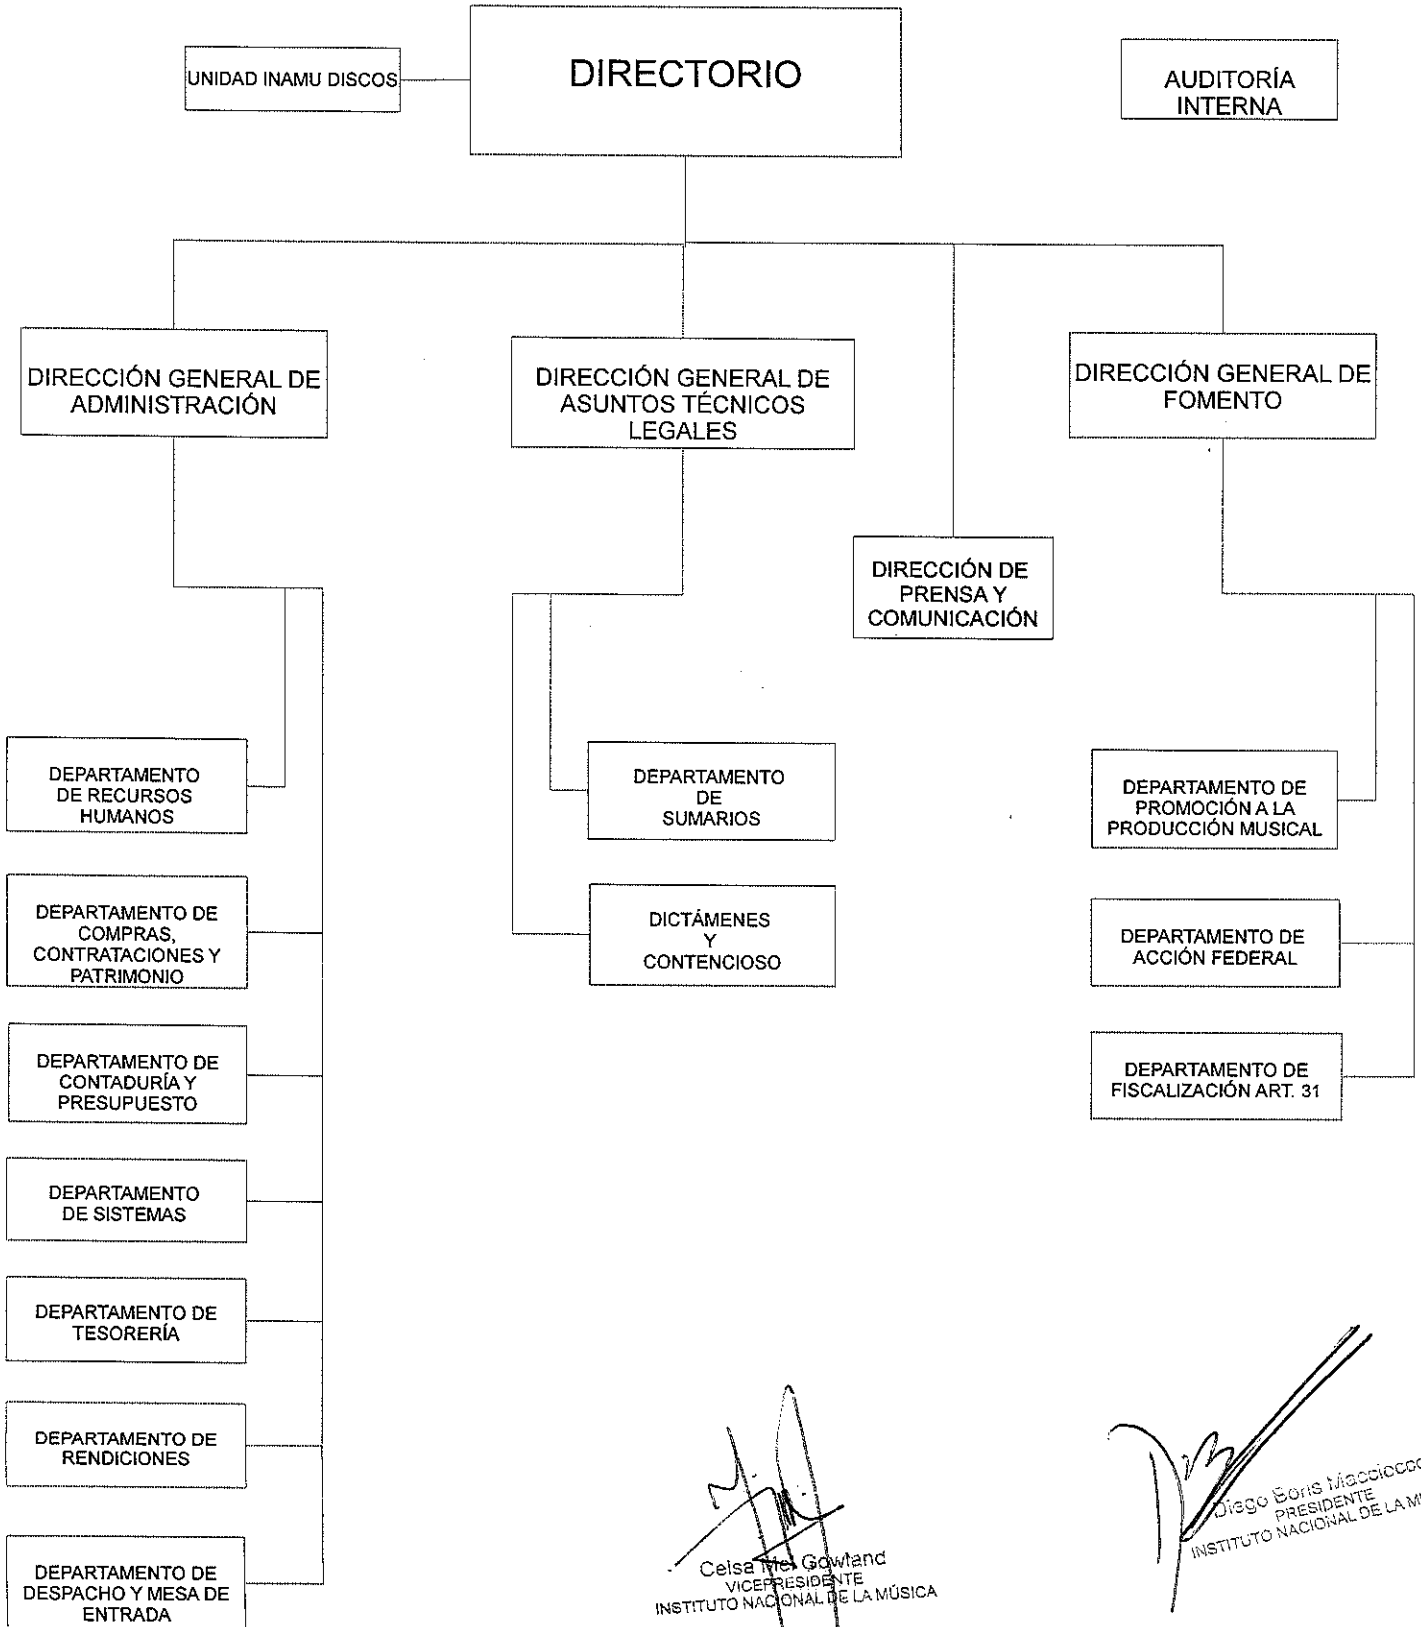 UNIDAD INAMU DISCOS
DIRECTORIO
AUDITORÍA
INTERNA
DIRECCIÓN GENERAL DE
ADMINISTRACIÓN
DIRECCIÓN GENERAL DE
ASUNTOS TÉCNICOS
LEGALES
DIRECCIÓN GENERAL DE
FOMENTO
DIRECCIÓN DE
PRENSA Y
COMUNICACIÓN
DEPARTAMENTO
DE RECURSOS
HUMANOS
DEPARTAMENTO DE
COMPRAS,
CONTRATACIONES Y
PATRIMONIO
DEPARTAMENTO DE
CONTADURÍA Y
PRESUPUESTO
DEPARTAMENTO
DE SISTEMAS
DEPARTAMENTO DE
TESORERÍA
DEPARTAMENTO DE
RENDICIONES
DEPARTAMENTO DE
DESPACHO Y MESA DE
ENTRADA
DEPARTAMENTO
DE
SUMARIOS
DICTÁMENES
Y
CONTENCIOSO
DEPARTAMENTO DE
PROMOCIÓN A LA
PRODUCCIÓN MUSICAL
DEPARTAMENTO DE
ACCIÓN FEDERAL
DEPARTAMENTO DE
FISCALIZACIÓN ART. 31
Celsa Mel Gowland
VICEPRESIDENTE
INSTITUTO NACIONAL DE LA MÚSICA
Diego Boris Macciocco
PRESIDENTE
INSTITUTO NACIONAL DE LA